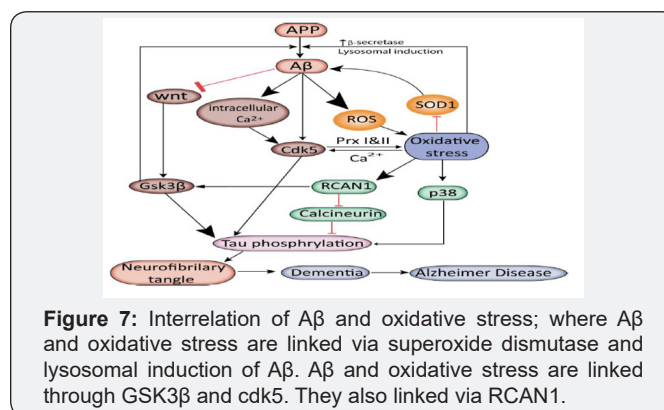 APP
↑β-secretase
Lysosomal induction
Aβ
wnt
intracellular
Ca²⁺
ROS
SOD1
Cdk5
Prx I&II
Ca²⁺
Oxidative
stress
Gsk3β
RCAN1
p38
Calcineurin
Tau phosphrylation
Neurofibrilary
tangle
Dementia
Alzheimer Disease
Figure 7: Interrelation of Aβ and oxidative stress; where Aβ
and oxidative stress are linked via superoxide dismutase and
lysosomal induction of Aβ. Aβ and oxidative stress are linked
through GSK3β and cdk5. They also linked via RCAN1.